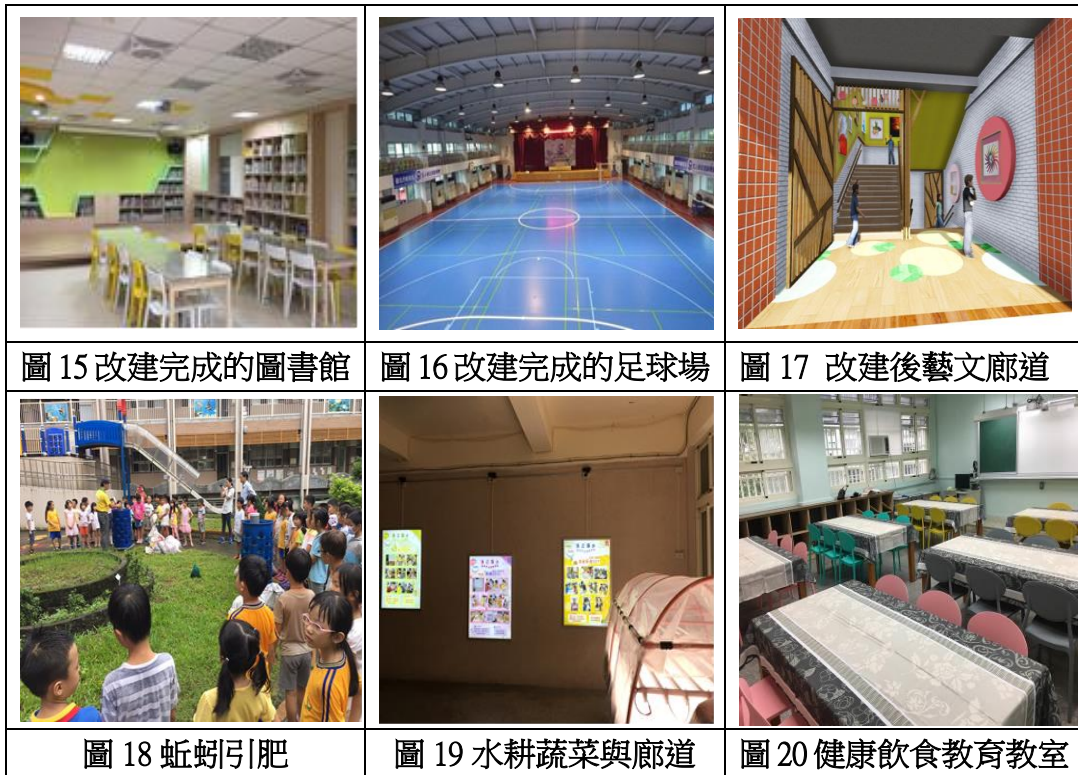 圖 15 改建完成的圖書館
圖 16 改建完成的足球場
圖 17 改建後藝文廊道
圖 18 蚯蚓引肥
圖 19 水耕蔬菜與廊道
圖 20 健康飲食教育教室